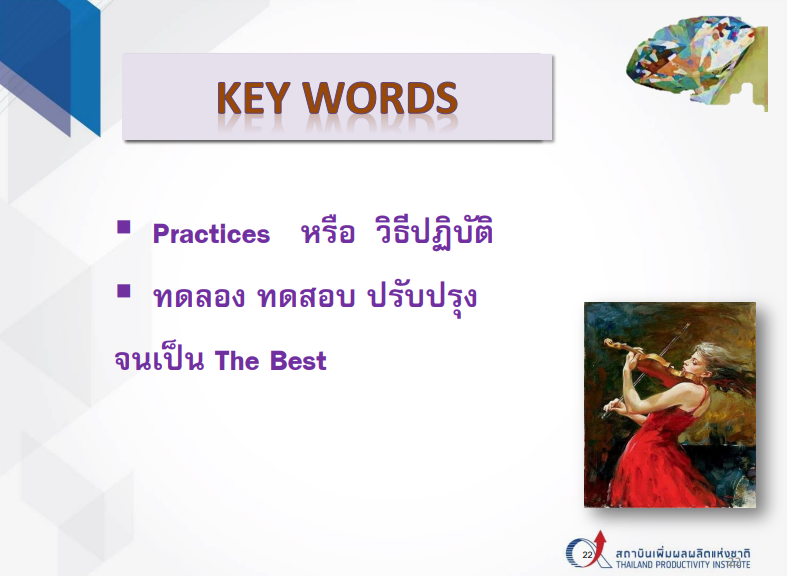 KEY WORDS
▪ Practices หรือ วิธีปฏิบัติ
▪ ทดลอง ทดสอบ ปรับปรุง
จนเป็น The Best
22
สถาบันเพิ่มผลผลิตแห่งชาติ
THAILAND PRODUCTIVITY INSTITUTE
22